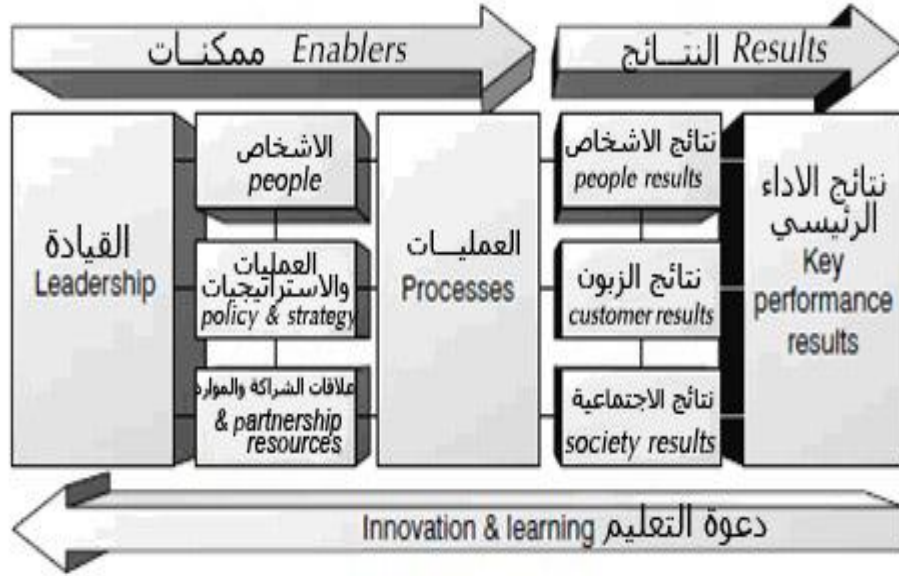 ممكنـــات Enablers
النتـــائج Results
القيادة
Leadership
الاشخاص
people
العمليات
والاستراتيجيات
policy & strategy
علاقات الشراكة والموارد
& partnership
resources
العمليـــات
Processes
نتائج الاشخاص
people results
نتائج الزبون
customer results
نتائج الاجتماعية
society results
نتائج الاداء
الرئيسي
Key
performance
results
Innovation & learning دعوة التعليم